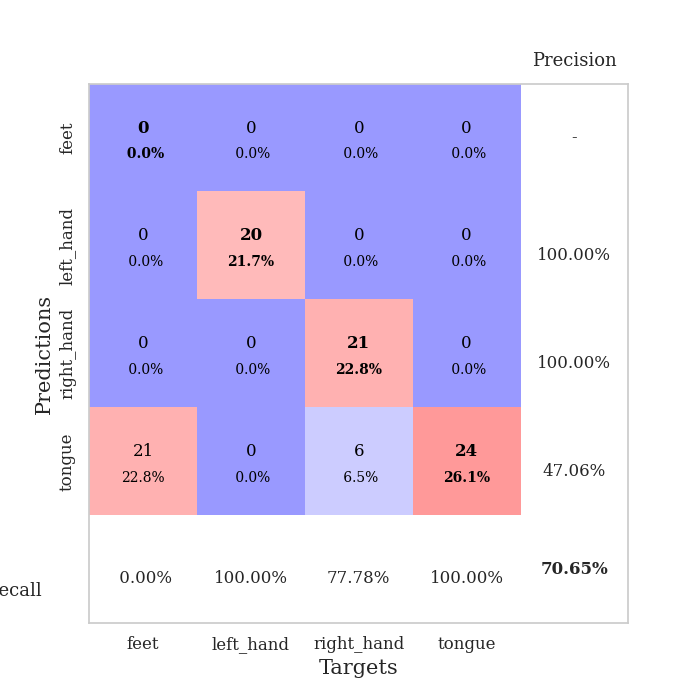 Precision
feet
0 0 0 0
0.0% 0.0% 0.0% 0.0%
-
left_hand
0 20 0 0
0.0% 21.7% 0.0% 0.0%
100.00%
Predictions
right_hand
0 0 21 0
0.0% 0.0% 22.8% 0.0%
100.00%
tongue
21 0 6 24
22.8% 0.0% 6.5% 26.1%
47.06%
ecall
0.00% 100.00% 77.78% 100.00%
70.65%
feet left_hand right_hand tongue
Targets